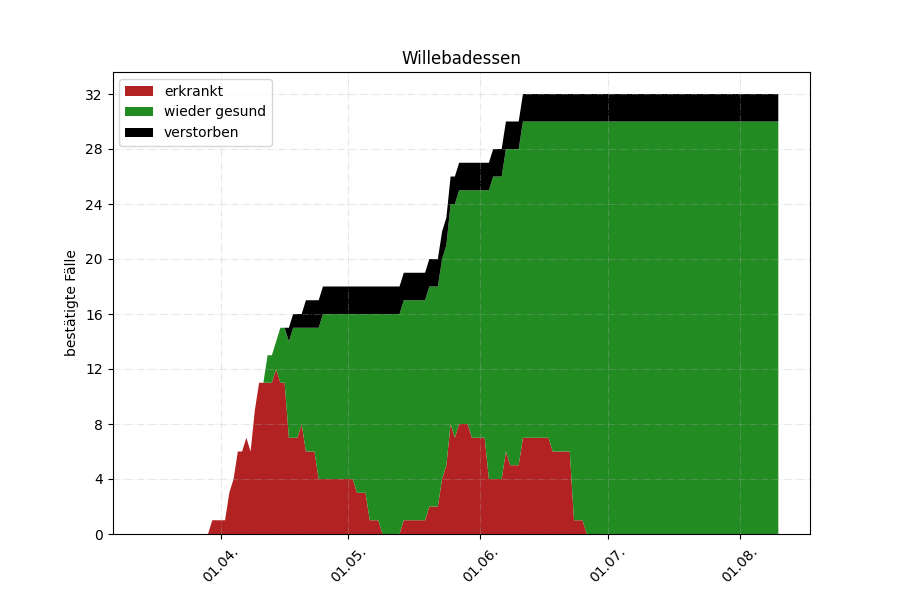 Willebadessen
erkrankt
wieder gesund
verstorben
bestätigte Fälle
32
28
24
20
16
12
8
4
0
01.04.
01.05.
01.06.
01.07.
01.08.